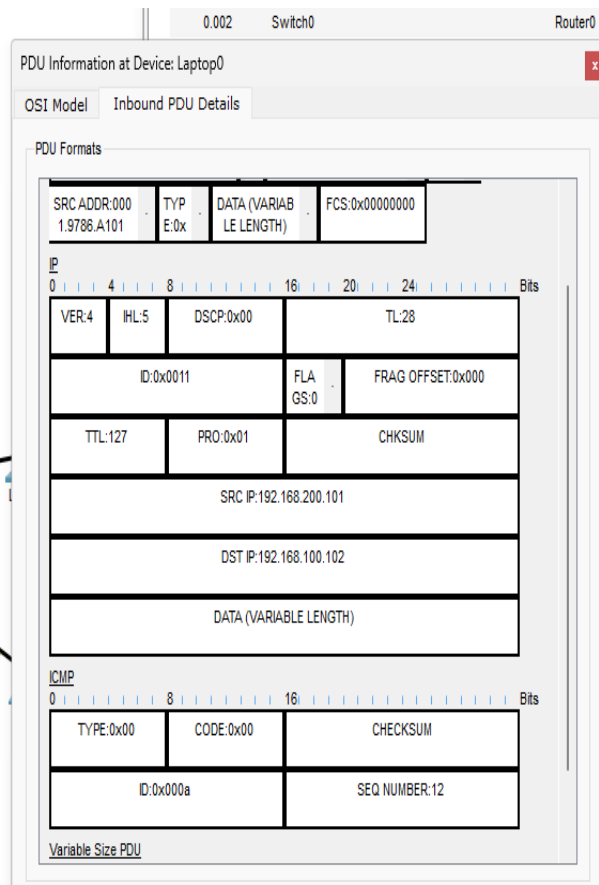 0.002 Switch0 Router0
PDU Information at Device: Laptop0
x
OSI Model Inbound PDU Details
PDU Formats
SRC ADDR:000 TYP DATA (VARIAB FCS:0x00000000
1.9786.A101 E:0x LE LENGTH)
IP
0 4 8 16 20 24 Bits
VER:4 IHL:5 DSCP:0x00 TL:28
ID:0x0011 FLA FRAG OFFSET:0x000
GS:0
TTL:127 PRO:0x01 CHKSUM
SRC IP:192.168.200.101
DST IP:192.168.100.102
DATA (VARIABLE LENGTH)
ICMP
0 8 16 Bits
TYPE:0x00 CODE:0x00 CHECKSUM
ID:0x000a SEQ NUMBER:12
Variable Size PDU